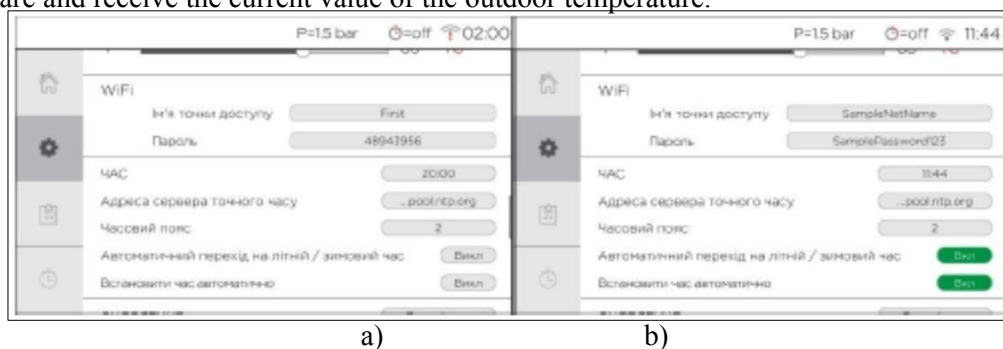 are and receive the current value of the outdoor temperature.
P=1.5 bar =off 02:00
WiFi
Ім'я точки доступу First
Пароль 48943956
ЧАС 20:00
Адреса сервера точного часу ...pool.ntp.org
Часовий пояс 2
Автоматичний перехід на літній / зимовий час Викл
Встановити час автоматично Викл
P=1.5 bar =off 11:44
WiFi
Ім'я точки доступу SampleNetName
Пароль SamplePassword123
ЧАС 11:44
Адреса сервера точного часу ...pool.ntp.org
Часовий пояс 2
Автоматичний перехід на літній / зимовий час Вкл
Встановити час автоматично Вкл
a) b)